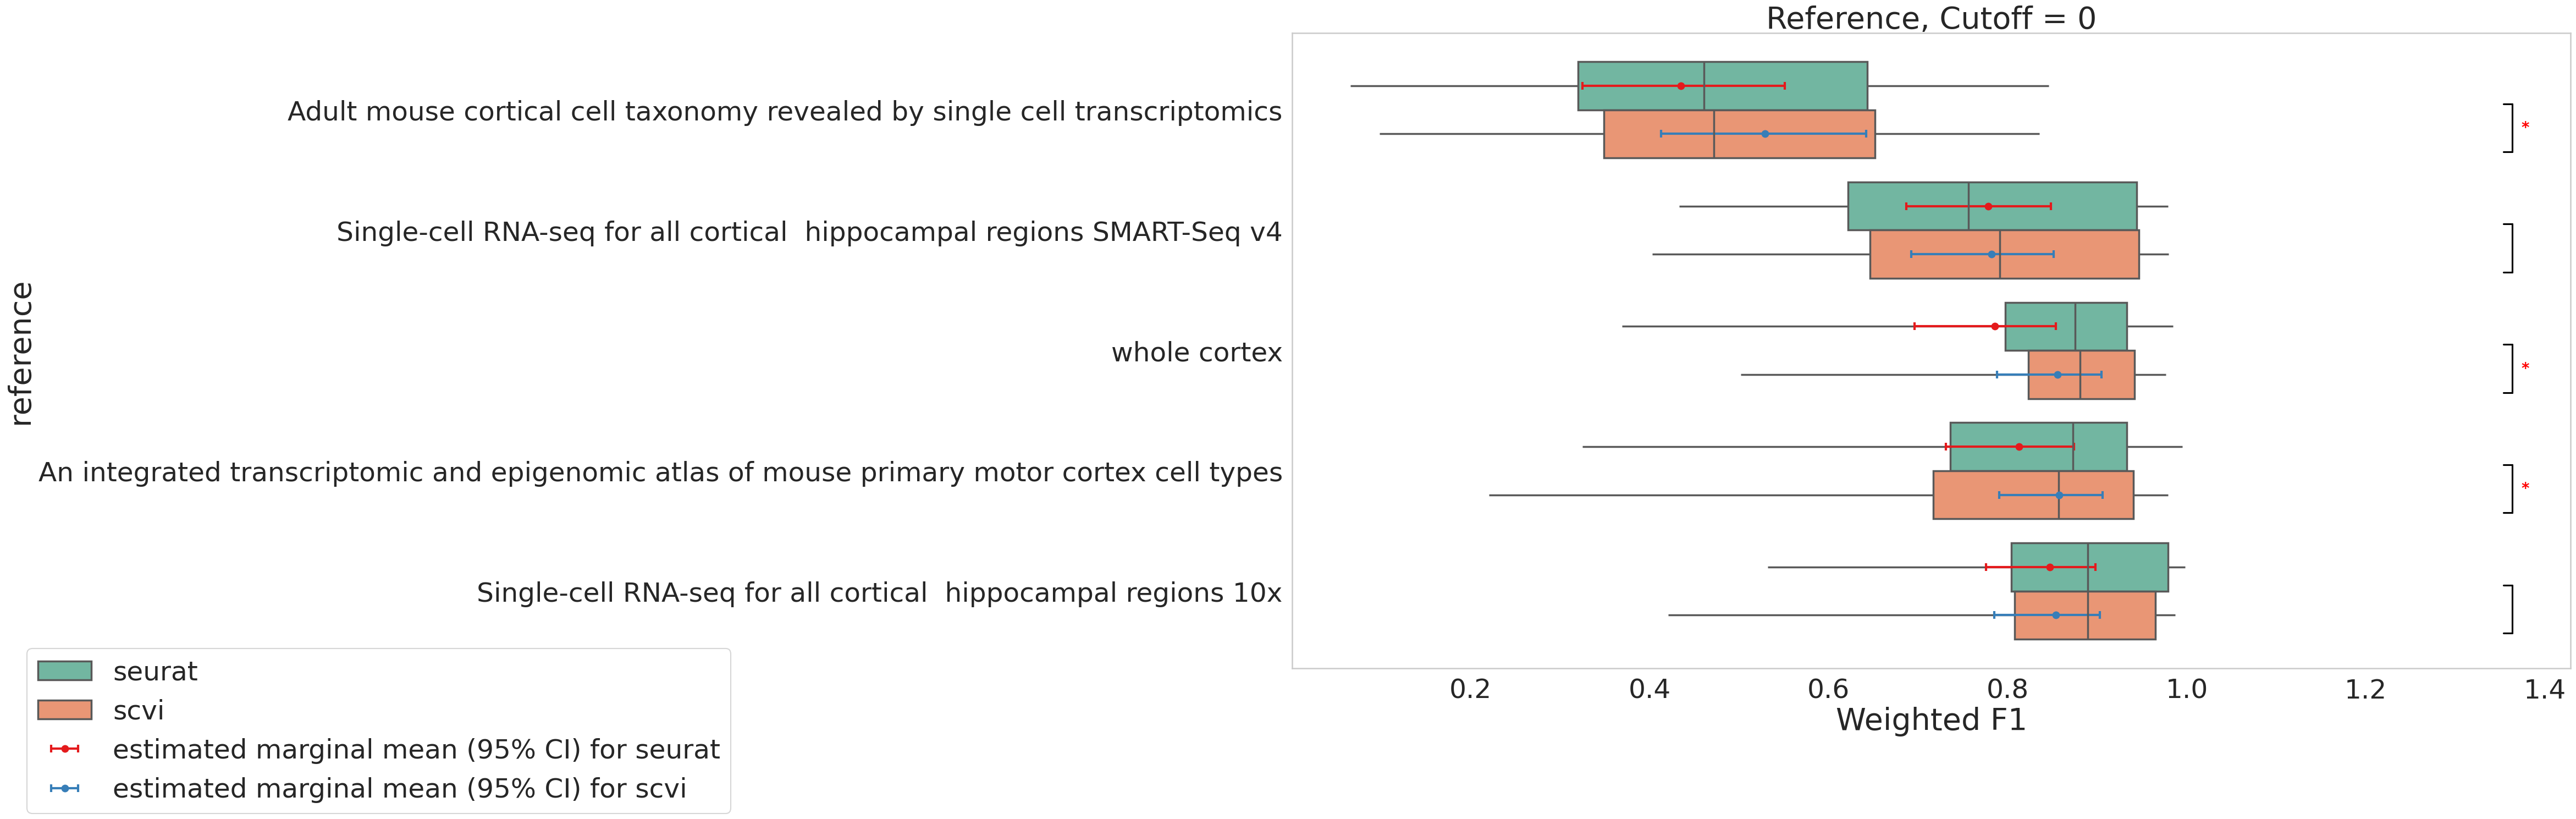 Reference, Cutoff = 0
Adult mouse cortical cell taxonomy revealed by single cell transcriptomics
*
Single-cell RNA-seq for all cortical  hippocampal regions SMART-Seq v4
reference
whole cortex
*
An integrated transcriptomic and epigenomic atlas of mouse primary motor cortex cell types
*
Single-cell RNA-seq for all cortical  hippocampal regions 10x
0.2 0.4 0.6 0.8 1.0 1.2 1.4
Weighted F1
seurat
scvi
estimated marginal mean (95% CI) for seurat
estimated marginal mean (95% CI) for scvi